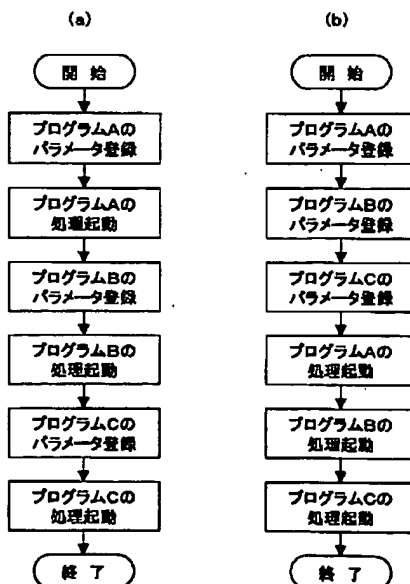 (a)
開 始
プログラムAの
パラメータ登録
プログラムAの
処理起動
プログラムBの
パラメータ登録
プログラムBの
処理起動
プログラムCの
パラメータ登録
プログラムCの
処理起動
終 了
(b)
開 始
プログラムAの
パラメータ登録
プログラムBの
パラメータ登録
プログラムCの
パラメータ登録
プログラムAの
処理起動
プログラムBの
処理起動
プログラムCの
処理起動
終 了